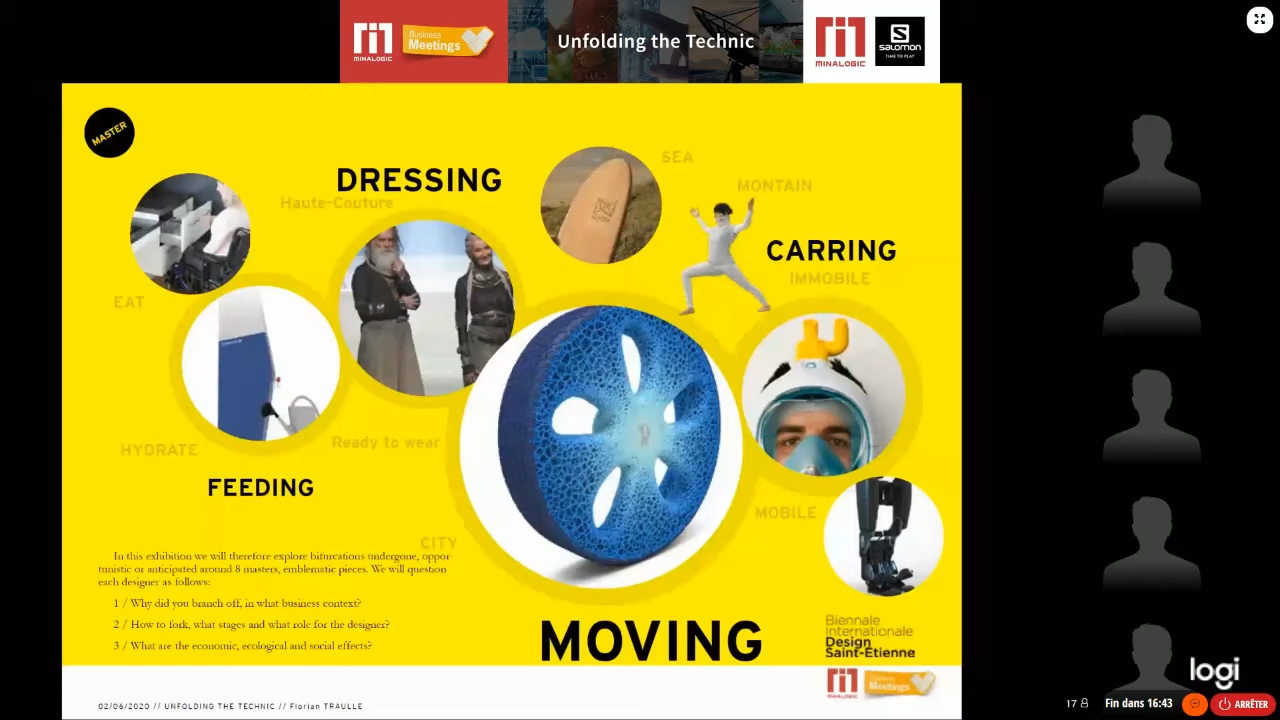 MINALOGIC
Business
Meetings
Unfolding the Technic
MINALOGIC
SALOMON
TIME TO PLAY
MASTER
DRESSING
Haute-Couture
SEA
MONTAIN
CARRING
IMMOBILE
EAT
HYDRATE
Ready to wear
FEEDING
MOBILE
CITY
In this exhibition we will therefore explore bifurcations undergone, oppor-
tunistic or anticipated around 8 masters, emblematic pieces. We will question
each designer as follows:
1 / Why did you branch off, in what business context?
2 / How to fork, what stages and what role for the designer?
3 / What are the economic, ecological and social effects?
MOVING
Biennale
Internationale
Design
Saint-Etienne
MINALOGIC
Meetings
logi
02/06/2020 // UNFOLDING THE TECHNIC // Florian TRAULLE
17
Fin dans 16:43
ARRÊTER